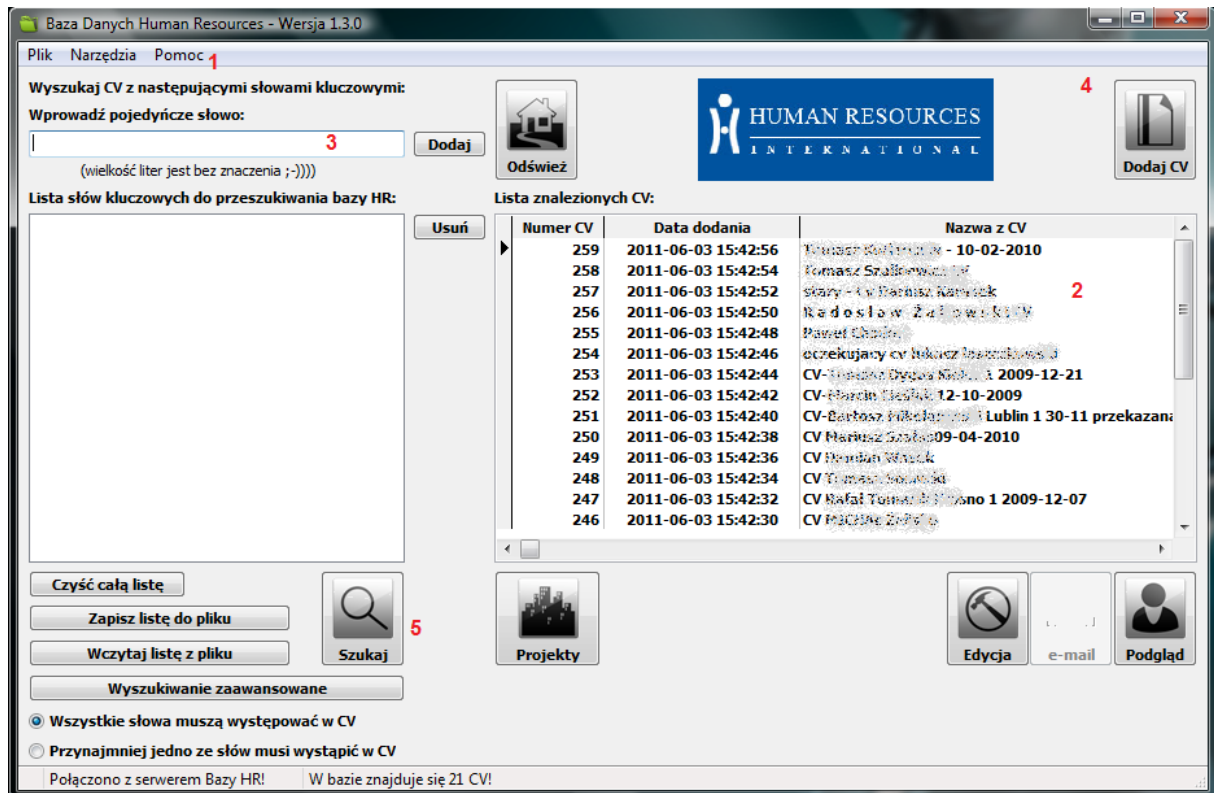 Baza Danych Human Resources - Wersja 1.3.0
Plik Narzędzia Pomoc 1
Wyszukaj CV z następującymi słowami kluczowymi:
Wprowadź pojedyńcze słowo:
3
Dodaj
(wielkość liter jest bez znaczenia ;-))))
Odśwież
HUMAN RESOURCES
INTERNATIONAL
4
Dodaj CV
Lista słów kluczowych do przeszukiwania bazy HR:
Usuń
Lista znalezionych CV:
Numer CV Data dodania Nazwa z CV
259 2011-06-03 15:42:56 - 10-02-2010
258 2011-06-03 15:42:54 Tomasz
257 2011-06-03 15:42:52 stary - 2
256 2011-06-03 15:42:50
255 2011-06-03 15:42:48
254 2011-06-03 15:42:46 oczekujacy cv
253 2011-06-03 15:42:44 CV- 2009-12-21
252 2011-06-03 15:42:42 CV- 12-10-2009
251 2011-06-03 15:42:40 CV- Lublin 1 30-11 przekazana
250 2011-06-03 15:42:38 CV 09-04-2010
249 2011-06-03 15:42:36 CV
248 2011-06-03 15:42:34 CV
247 2011-06-03 15:42:32 CV 1 2009-12-07
246 2011-06-03 15:42:30 CV
Czyść całą listę
Zapisz listę do pliku
Wczytaj listę z pliku
Szukaj
5
Projekty
Edycja
e-mail
Podgląd
Wyszukiwanie zaawansowane
Wszystkie słowa muszą występować w CV
Przynajmniej jedno ze słów musi wystąpić w CV
Połączono z serwerem Bazy HR! W bazie znajduje się 21 CV!